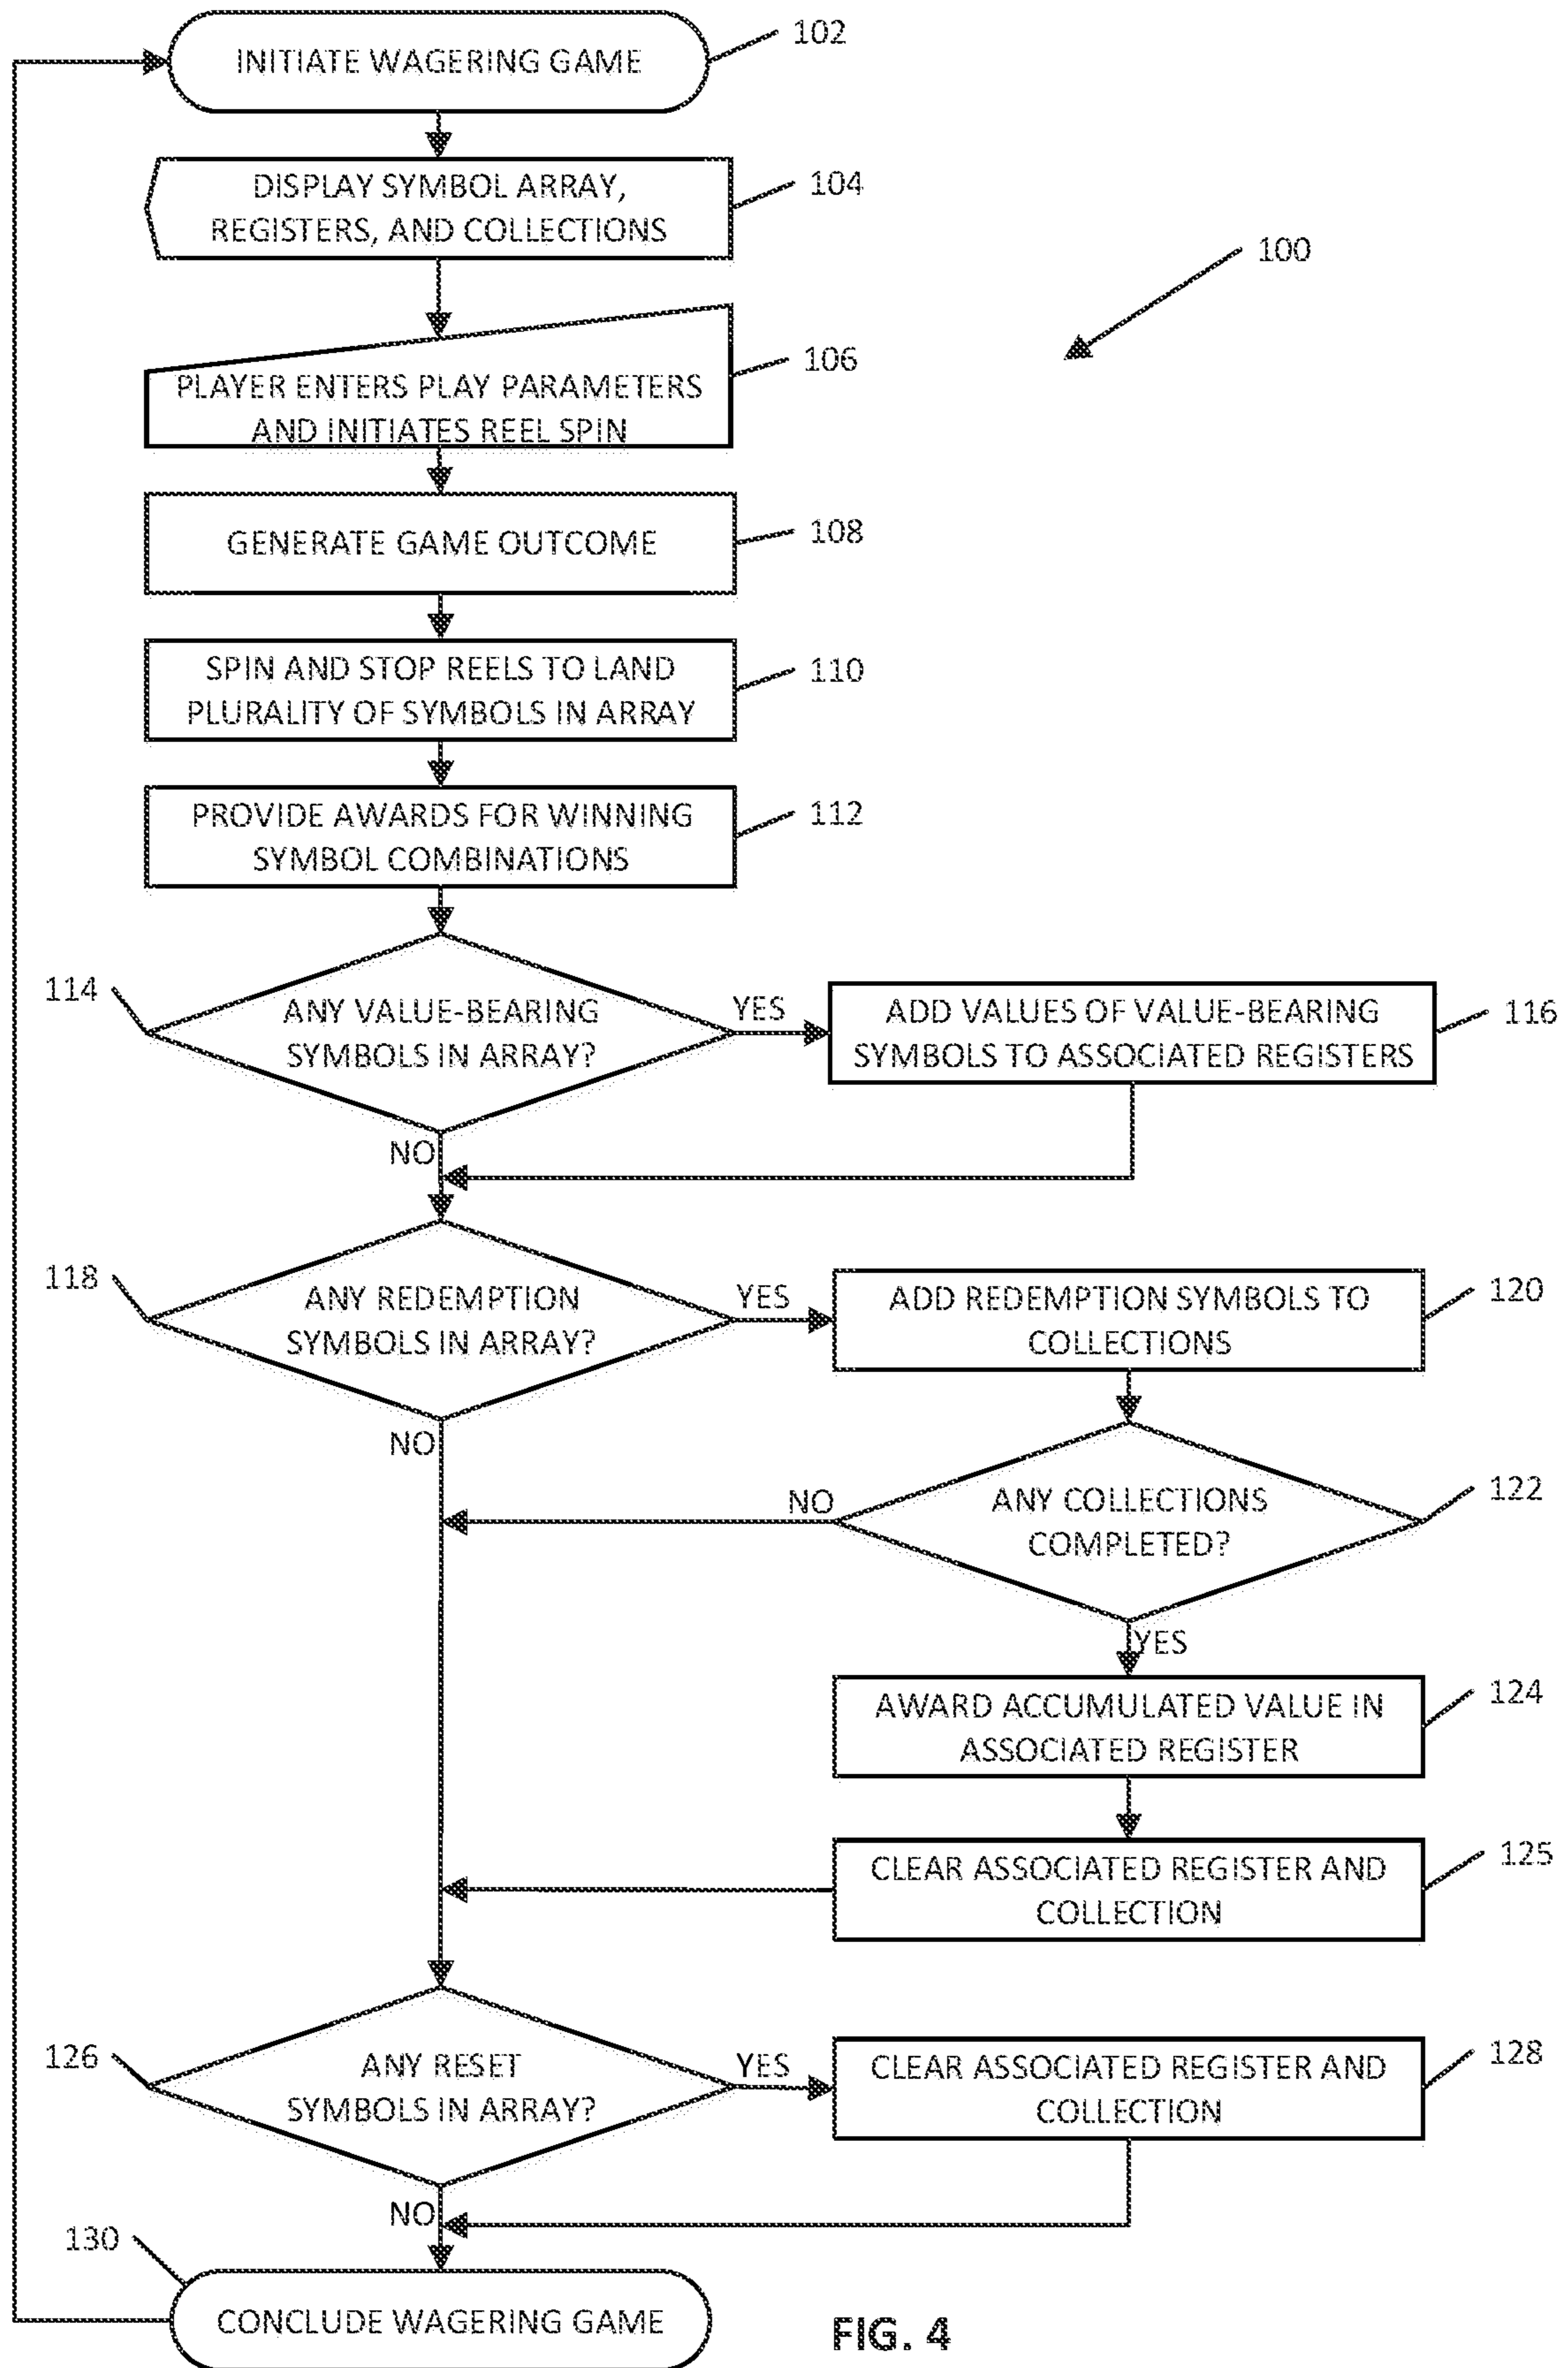 INITIATE WAGERING GAME
102
DISPLAY SYMBOL ARRAY,
REGISTERS, AND COLLECTIONS
104
100
PLAYER ENTERS PLAY PARAMETERS
AND INITIATES REEL SPIN
106
GENERATE GAME OUTCOME
108
SPIN AND STOP REELS TO LAND
PLURALITY OF SYMBOLS IN ARRAY
110
PROVIDE AWARDS FOR WINNING
SYMBOL COMBINATIONS
112
114
ANY VALUE-BEARING
SYMBOLS IN ARRAY?
YES
ADD VALUES OF VALUE-BEARING
SYMBOLS TO ASSOCIATED REGISTERS
116
NO
118
ANY REDEMPTION
SYMBOLS IN ARRAY?
YES
ADD REDEMPTION SYMBOLS TO
COLLECTIONS
120
NO
NO
ANY COLLECTIONS
COMPLETED?
122
YES
AWARD ACCUMULATED VALUE IN
ASSOCIATED REGISTER
124
CLEAR ASSOCIATED REGISTER AND
COLLECTION
125
126
ANY RESET
SYMBOLS IN ARRAY?
YES
CLEAR ASSOCIATED REGISTER AND
COLLECTION
128
NO
130
CONCLUDE WAGERING GAME
FIG. 4